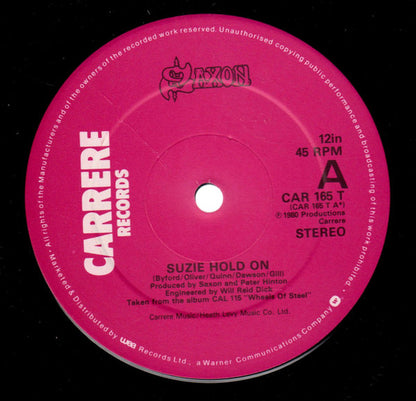 All rights of the Manufacturers and of the owners of the recorded work reserved. Unauthorised copying public performance and broadcasting of this work prohibited.
SAXON
CARRERE
RECORDS
12in
45 RPM
A
CAR 165 T
(CAR 165 T A*)
℗ 1980 Productions
Carrere
STEREO
SUZIE HOLD ON
(Byford/Oliver/Quinn/Dawson/Gill)
Produced by Saxon and Peter Hinton
Engineered by Will Reid Dick
Taken from the album CAL 115 "Wheels Of Steel"
Carrere Music/Heath Levy Music Co. Ltd.
Marketed & Distributed by wea Records Ltd., a Warner Communications Company